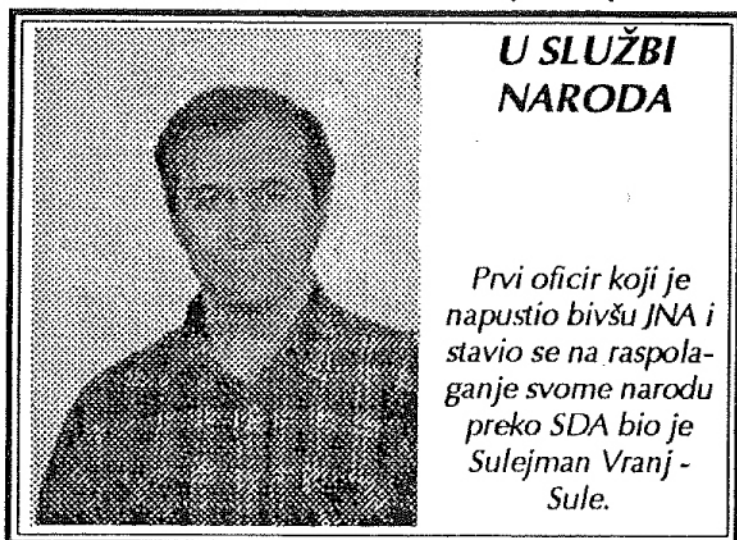 U SLUŽBI
NARODA
Prvi oficir koji je
napustio bivšu JNA i
stavio se na raspola-
ganje svome narodu
preko SDA bio je
Sulejman Vranj -
Sule.